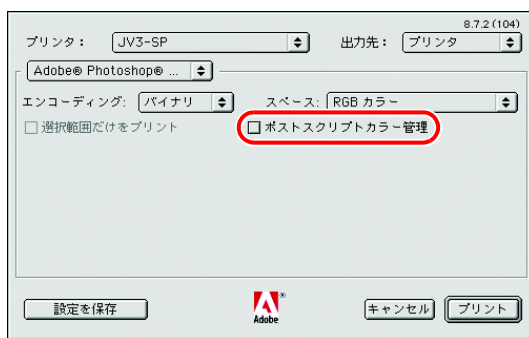 8.7.2 (104)
プリンタ： JV3-SP 出力先： プリンタ
Adobe® Photoshop® ...
エンコーディング： バイナリ スペース： RGB カラー
選択範囲だけをプリント ポストスクリプトカラー管理
設定を保存 Adobe® キャンセル プリント